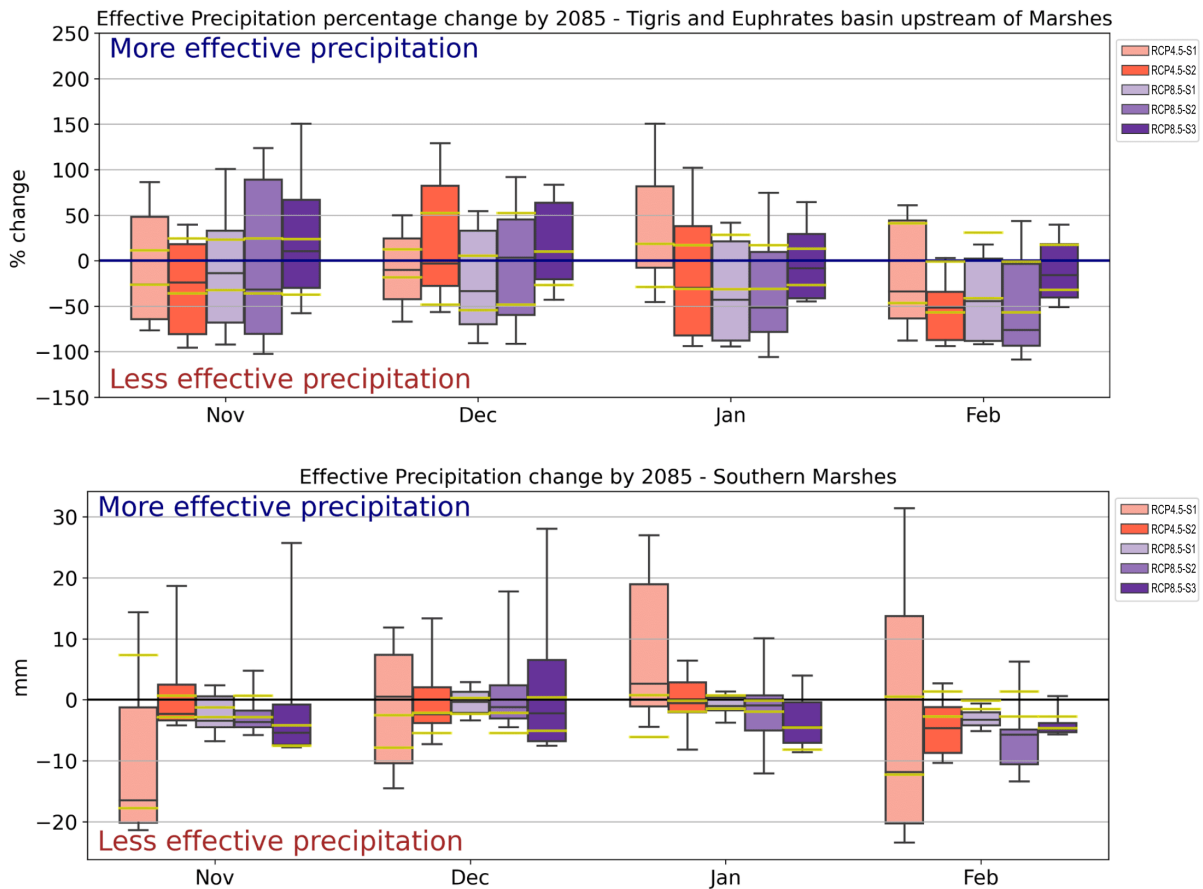 Effective Precipitation percentage change by 2085 - Tigris and Euphrates basin upstream of Marshes
More effective precipitation
Less effective precipitation
% change
250
200
150
100
50
0
−50
−100
−150
Nov
Dec
Jan
Feb
RCP4.5-S1
RCP4.5-S2
RCP8.5-S1
RCP8.5-S2
RCP8.5-S3
Effective Precipitation change by 2085 - Southern Marshes
More effective precipitation
Less effective precipitation
mm
30
20
10
0
−10
−20
Nov
Dec
Jan
Feb
RCP4.5-S1
RCP4.5-S2
RCP8.5-S1
RCP8.5-S2
RCP8.5-S3